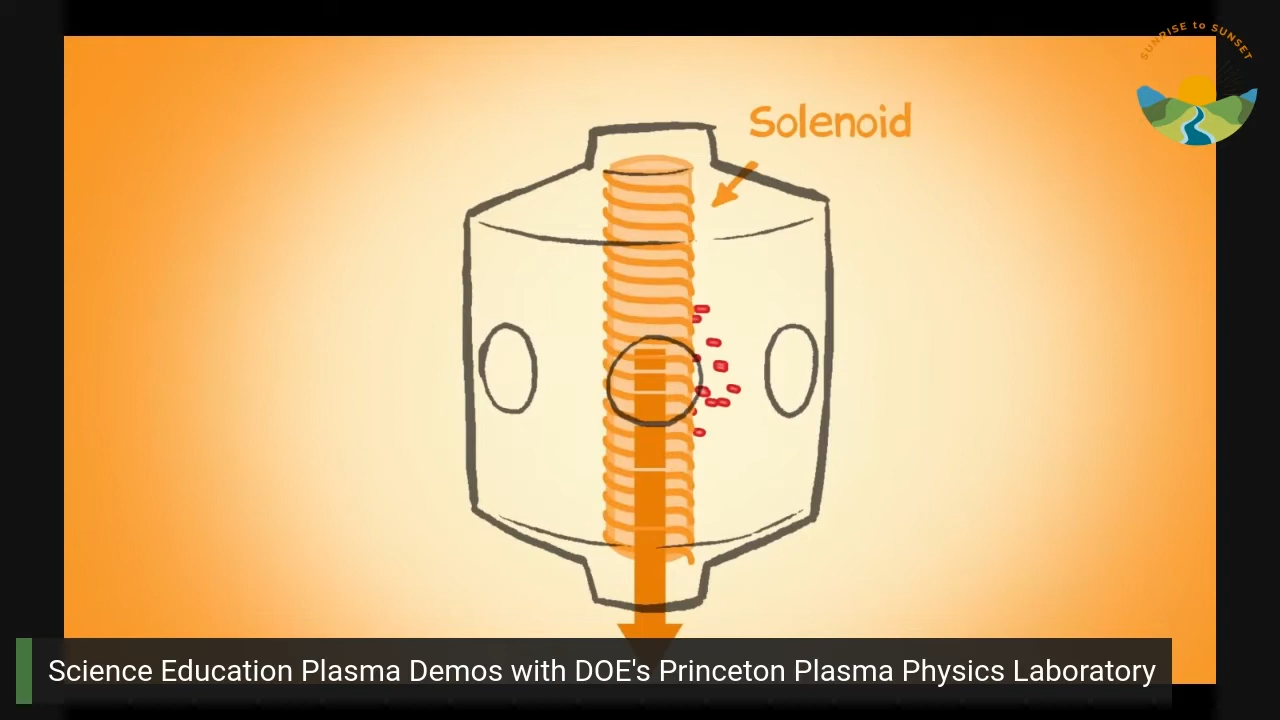 SUNRISE to SUNSET
Solenoid
Science Education Plasma Demos with DOE's Princeton Plasma Physics Laboratory